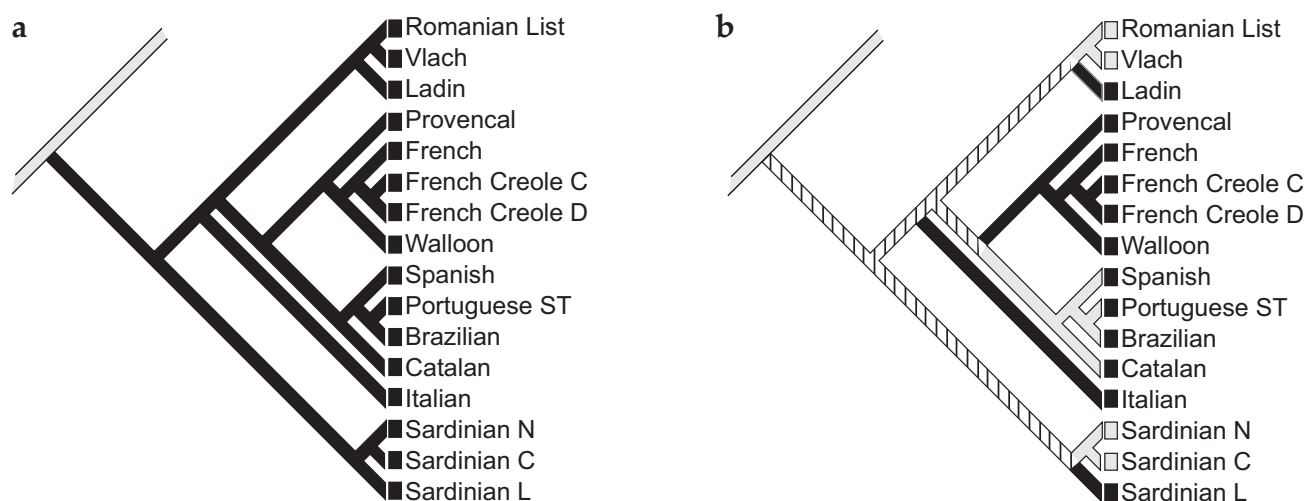 a
Romanian List
Vlach
Ladin
Provencal
French
French Creole C
French Creole D
Walloon
Spanish
Portuguese ST
Brazilian
Catalan
Italian
Sardinian N
Sardinian C
Sardinian L
b
Romanian List
Vlach
Ladin
Provencal
French
French Creole C
French Creole D
Walloon
Spanish
Portuguese ST
Brazilian
Catalan
Italian
Sardinian N
Sardinian C
Sardinian L